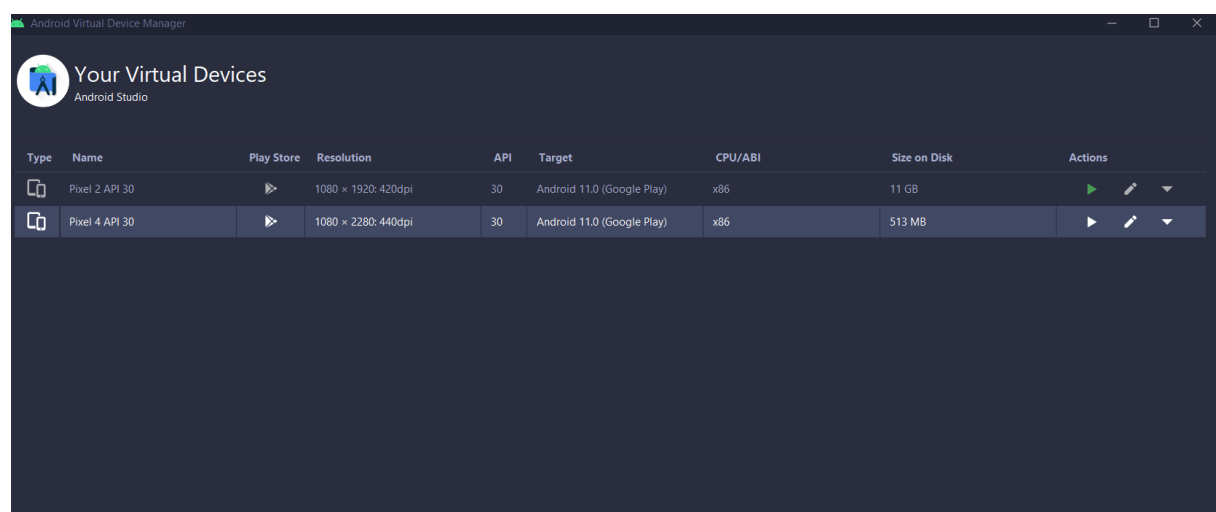 Android Virtual Device Manager
Your Virtual Devices
Android Studio
Type Name Play Store Resolution API Target CPU/ABI Size on Disk Actions
Pixel 2 API 30 1080 × 1920: 420dpi 30 Android 11.0 (Google Play) x86 11 GB
Pixel 4 API 30 1080 × 2280: 440dpi 30 Android 11.0 (Google Play) x86 513 MB